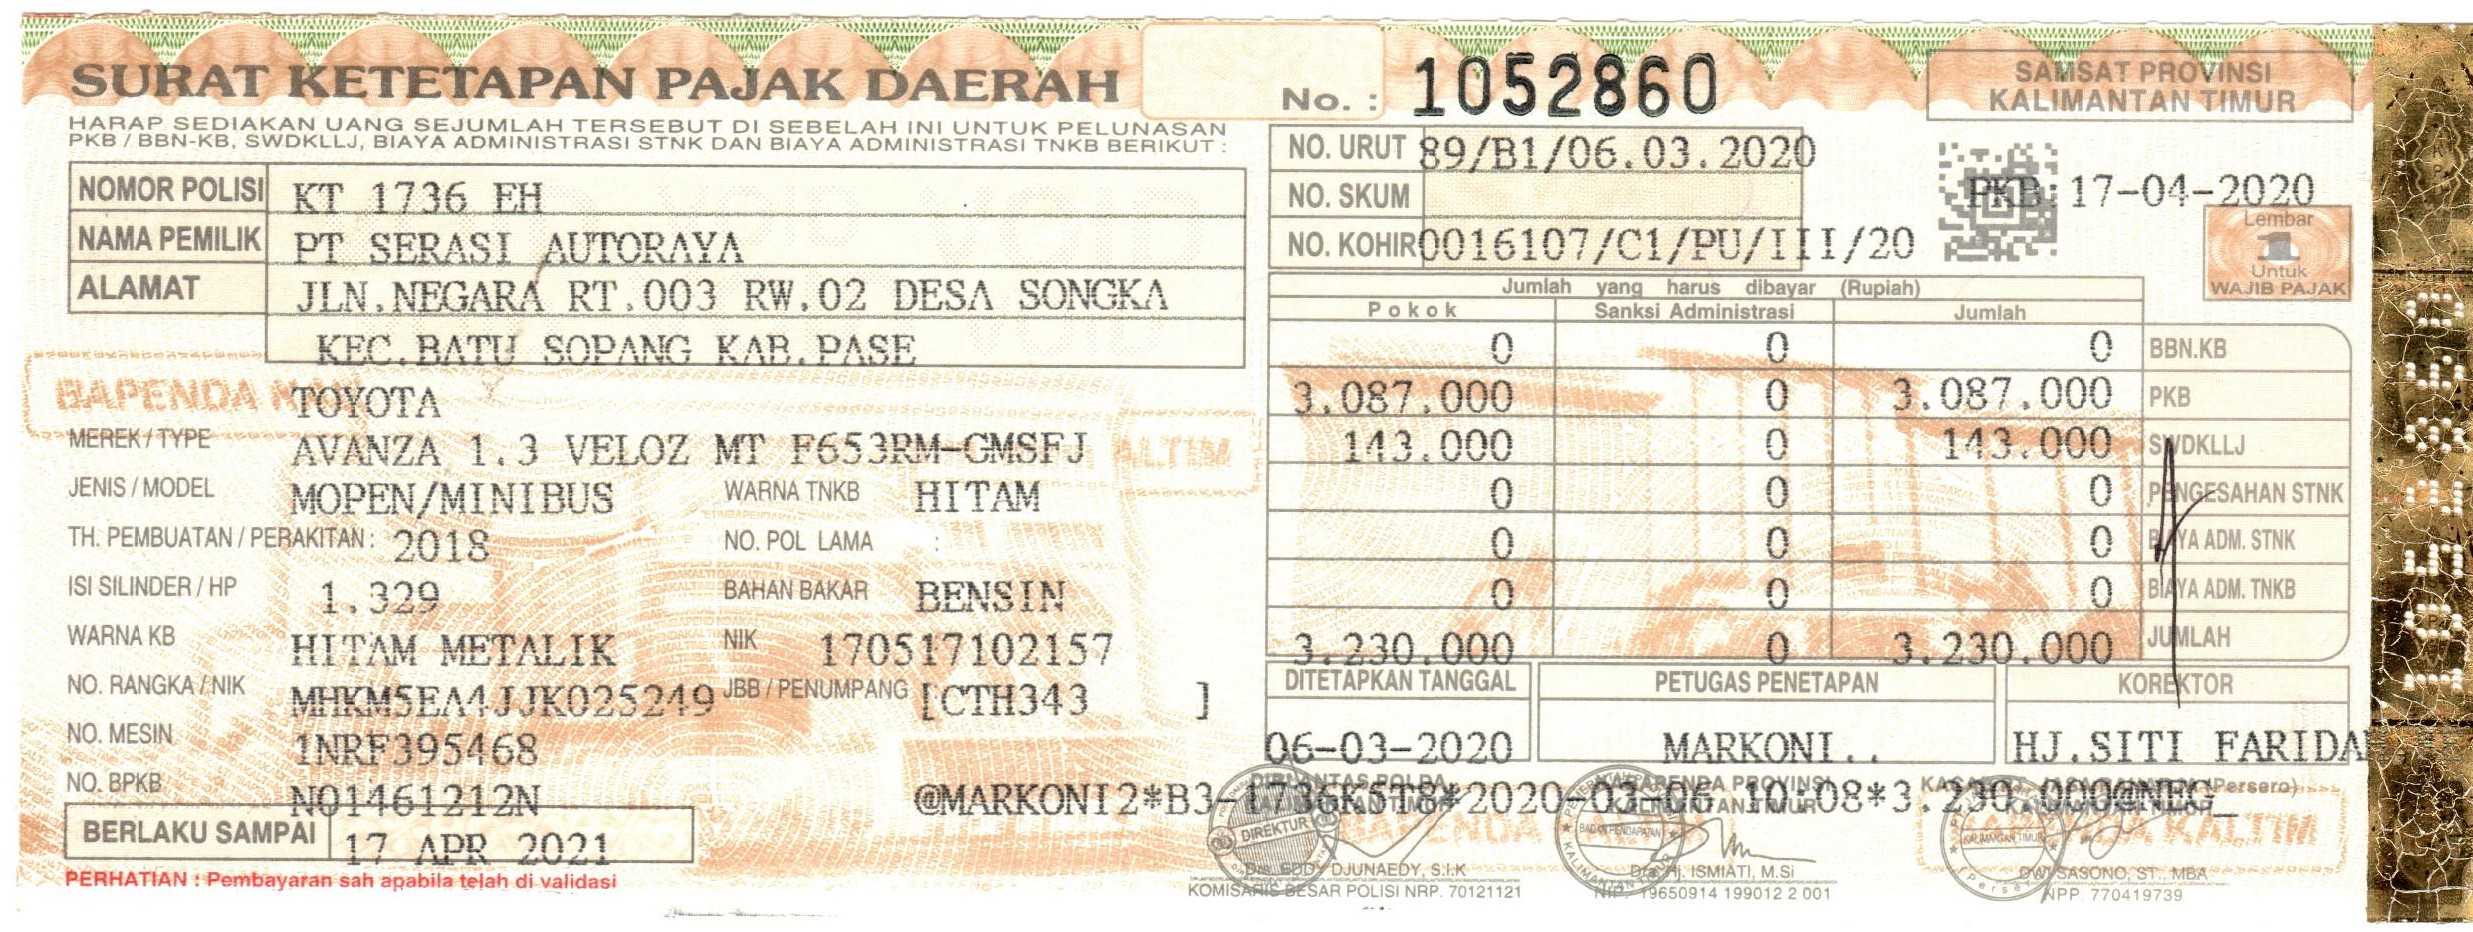 SURAT KETETAPAN PAJAK DAERAH
No. : 1052860
SAMSAT PROVINSI
KALIMANTAN TIMUR
HARAP SEDIAKAN UANG SEJUMLAH TERSEBUT DI SEBELAH INI UNTUK PELUNASAN
PKB / BBN-KB, SWDKLLJ, BIAYA ADMINISTRASI STNK DAN BIAYA ADMINISTRASI TNKB BERIKUT :
NOMOR POLISI KT 1736 EH
NAMA PEMILIK PT SERASI AUTORAYA
ALAMAT JLN.NEGARA RT.003 RW.02 DESA SONGKA
KEC.BATU SOPANG KAB.PASE
TOYOTA
MEREK / TYPE AVANZA 1.3 VELOZ MT F653RM-GMSFJ
JENIS / MODEL MOPEN/MINIBUS WARNA TNKB HITAM
TH. PEMBUATAN / PERAKITAN : 2018 NO. POL LAMA :
ISI SILINDER / HP 1.329 BAHAN BAKAR BENSIN
WARNA KB HITAM METALIK NIK 170517102157
NO. RANGKA / NIK MHKM5EA4JJK025249 JBB / PENUMPANG [CTH343 ]
NO. MESIN 1NRF395468
NO. BPKB N01461212N
BERLAKU SAMPAI 17 APR 2021
PERHATIAN : Pembayaran sah apabila telah di validasi
NO. URUT 89/B1/06.03.2020
NO. SKUM
NO. KOHIR 0016107/C1/PU/III/20
PKB: 17-04-2020
Lembar
1
Untuk
WAJIB PAJAK
Jumlah yang harus dibayar (Rupiah)
Pokok Sanksi Administrasi Jumlah
0 0 0 BBN.KB
3.087.000 0 3.087.000 PKB
143.000 0 143.000 SWDKLLJ
0 0 0 PENGESAHAN STNK
0 0 0 BIAYA ADM. STNK
0 0 0 BIAYA ADM. TNKB
3.230.000 0 3.230.000 JUMLAH
DITETAPKAN TANGGAL PETUGAS PENETAPAN KOREKTOR
06-03-2020 MARKONI.. HJ.SITI FARIDA
DIRLANTAS POLDA
@MARKONI2*B3-1736K5T8*2020-03-06 10:08*3.230.000@NEG_
KALIMANTAN TIMUR
DIREKTUR
BADAN PENDAPATAN
KALIMANTAN TIMUR
Drs. EDDY DJUNAEDY, S.I.K
KOMISARIS BESAR POLISI NRP. 70121121
Dra. Hj. ISMIATI, M.Si
NIP. 19650914 199012 2 001
DWI SASONO, ST., MBA
NPP. 770419739
BAPENDA
KALTIM